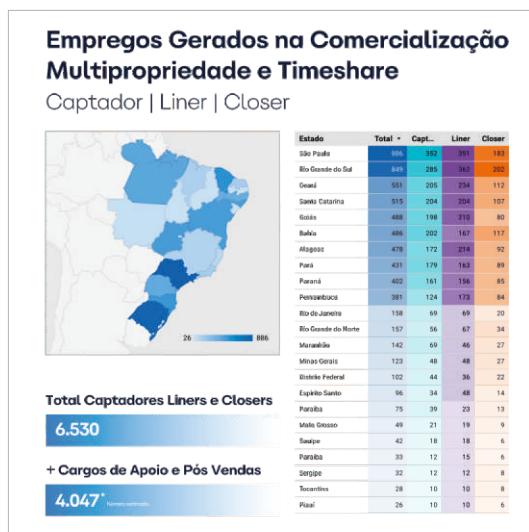 Empregos Gerados na Comercialização
Multipropriedade e Timeshare
Captador | Liner | Closer
Estado Total Capt... Liner Closer
São Paulo 886 352 351 183
Rio Grande do Sul 849 285 362 202
Ceará 551 205 234 112
Santa Catarina 515 204 204 107
Goiás 488 198 210 80
Bahia 486 202 167 117
Alagoas 478 172 214 92
Pará 431 179 163 89
Paraná 402 161 156 85
Pernambuco 381 124 173 84
Rio de Janeiro 158 69 69 20
Rio Grande do Norte 157 56 67 34
Maranhão 142 69 46 27
Minas Gerais 123 48 48 27
Distrito Federal 102 44 36 22
Espírito Santo 96 34 48 14
Paraíba 75 39 23 13
Mato Grosso 49 21 19 9
Sauípe 42 18 18 6
Paraíba 33 12 15 6
Sergipe 32 12 12 8
Tocantins 28 10 10 8
Piauí 26 10 10 6
26 886
Total Captadores Liners e Closers
6.530
+ Cargos de Apoio e Pós Vendas
4.047*
Número estimado